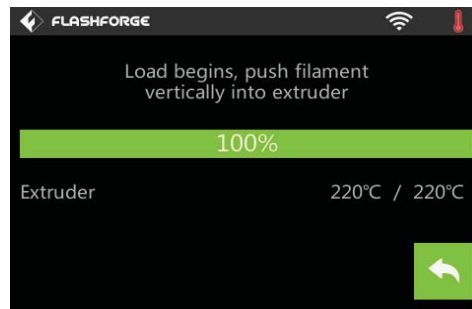 FLASHFORGE
Load begins, push filament
vertically into extruder
100%
Extruder 220℃ / 220℃